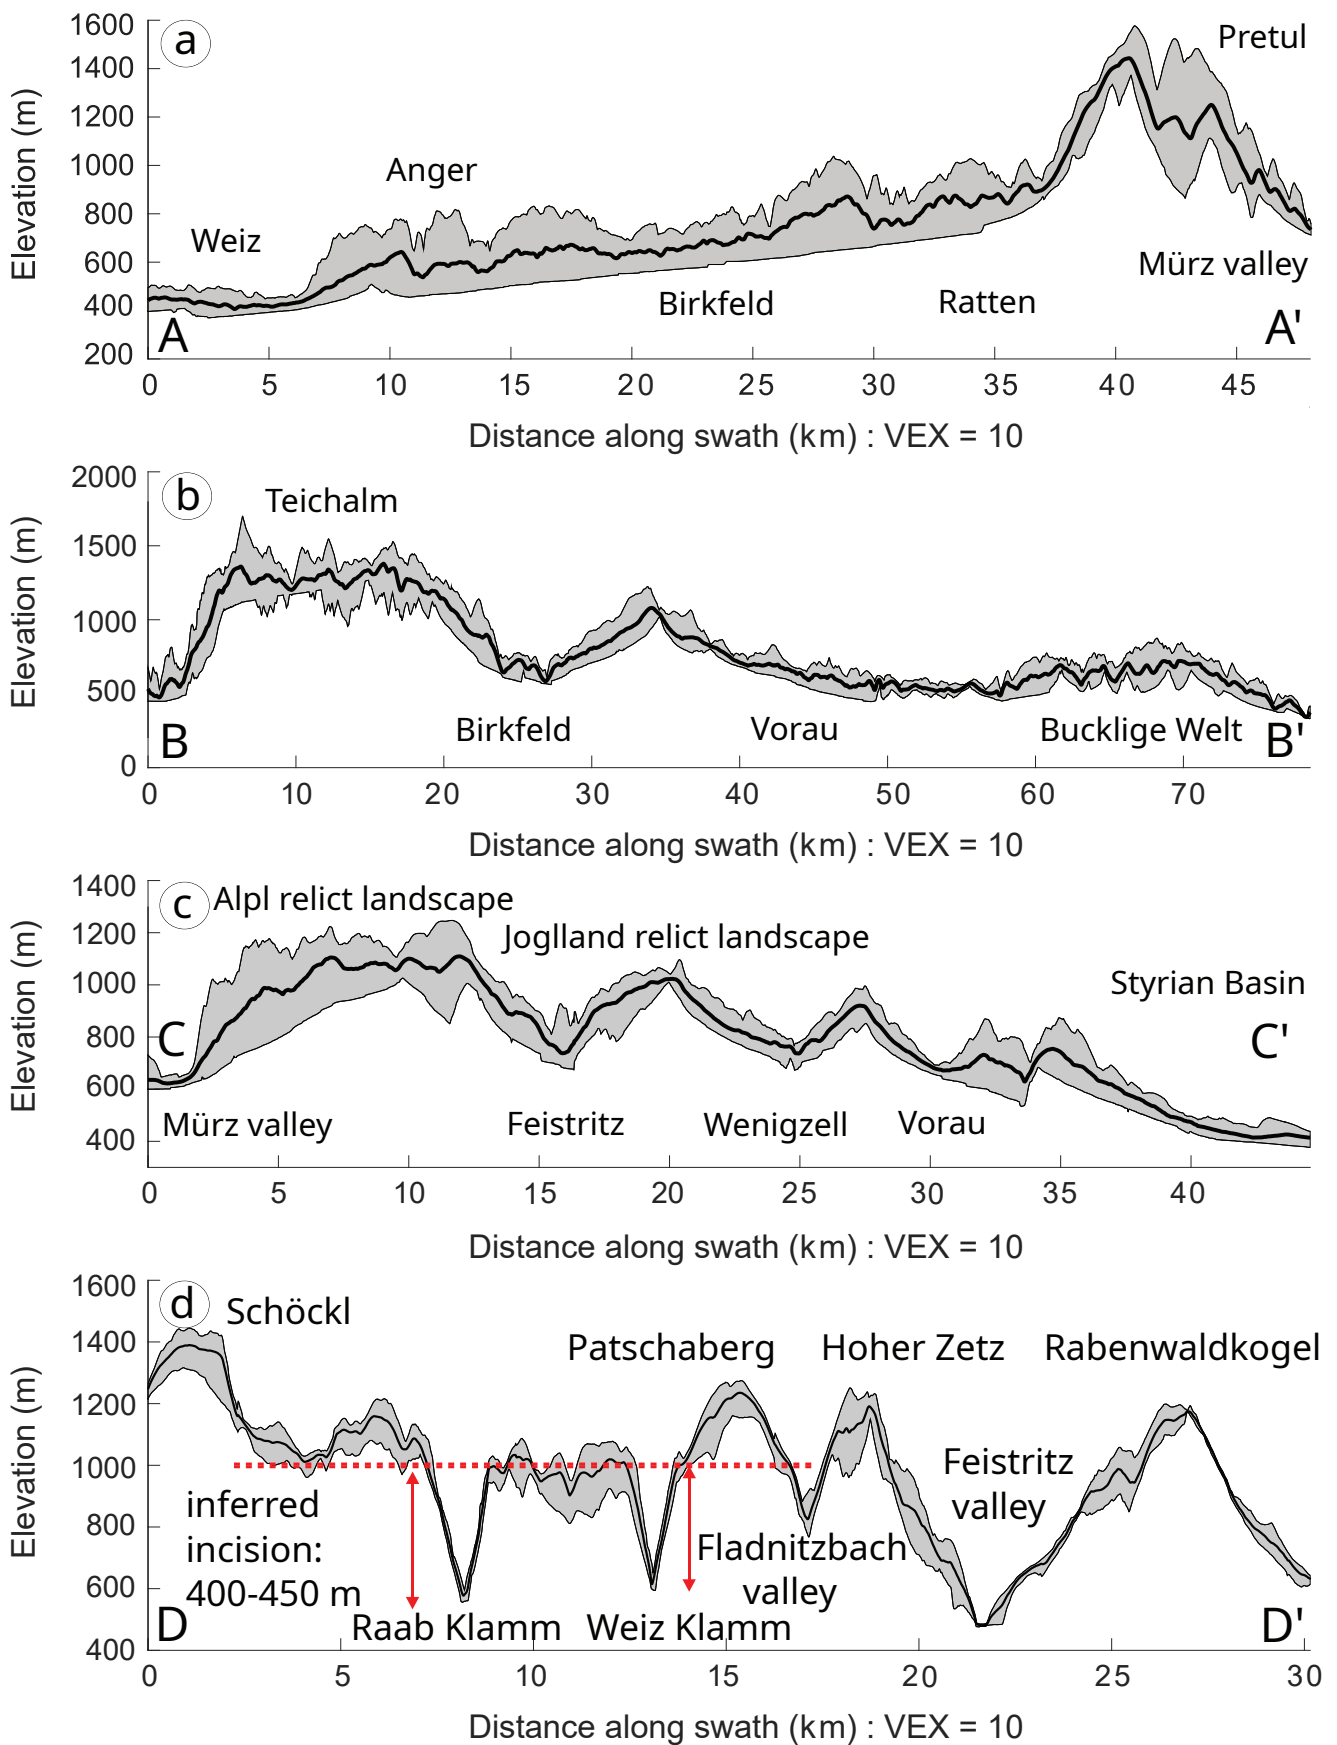 1600
1400
1200
1000
800
600
400
200
Elevation (m)
a
Pretul
Anger
Weiz
Mürz valley
Birkfeld
Ratten
A
A'
0 5 10 15 20 25 30 35 40 45
Distance along swath (km) : VEX = 10
2000
1500
1000
500
0
Elevation (m)
b
Teichalm
Birkfeld
Vorau
Bucklige Welt
B
B'
0 10 20 30 40 50 60 70
Distance along swath (km) : VEX = 10
1400
1200
1000
800
600
400
Elevation (m)
c
Alpl relict landscape
Joglland relict landscape
Styrian Basin
C
C'
Mürz valley
Feistritz
Wenigzell
Vorau
0 5 10 15 20 25 30 35 40
Distance along swath (km) : VEX = 10
1600
1400
1200
1000
800
600
400
Elevation (m)
d
Schöckl
Patschaberg
Hoher Zetz
Rabenwaldkogel
Feistritz
valley
inferred
incision:
400-450 m
Fladnitzbach
valley
Raab Klamm
Weiz Klamm
D
D'
0 5 10 15 20 25 30
Distance along swath (km) : VEX = 10